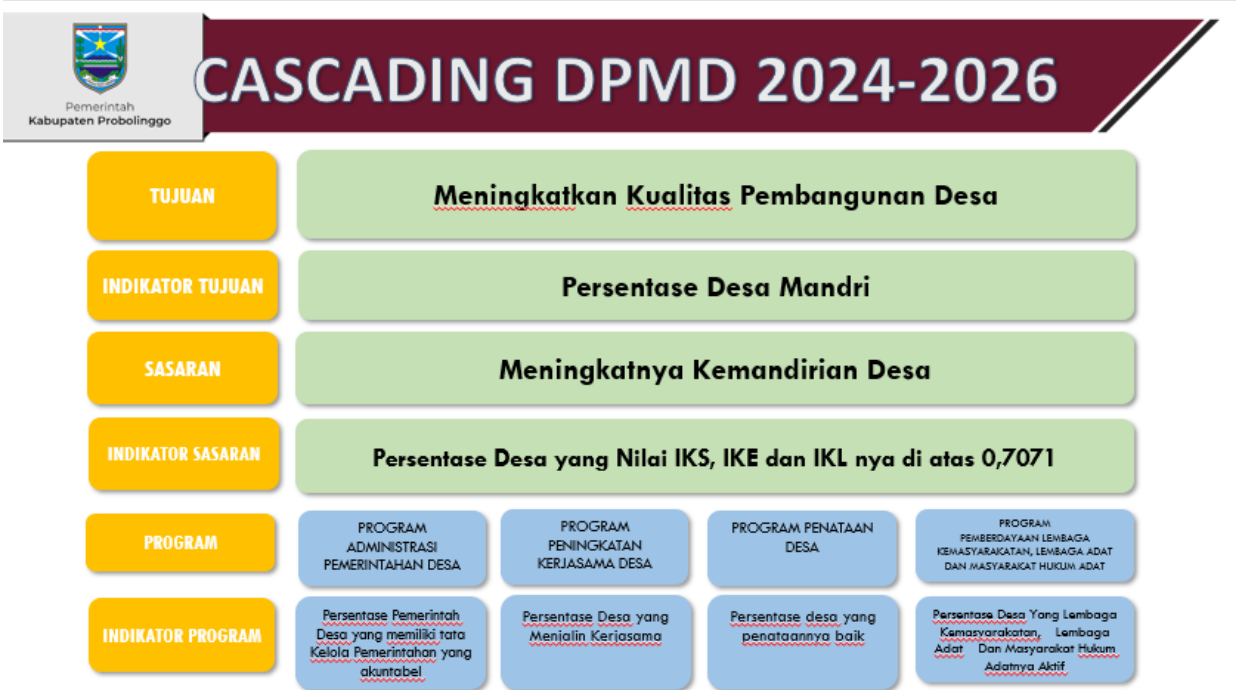 Pemerintah
Kabupaten Probolinggo
CASCADING DPMD 2024-2026
TUJUAN
Meningkatkan Kualitas Pembangunan Desa
INDIKATOR TUJUAN
Persentase Desa Mandri
SASARAN
Meningkatnya Kemandirian Desa
INDIKATOR SASARAN
Persentase Desa yang Nilai IKS, IKE dan IKL nya di atas 0,7071
PROGRAM
PROGRAM
ADMINISTRASI
PEMERINTAHAN DESA
PROGRAM
PENINGKATAN
KERJASAMA DESA
PROGRAM PENATAAN
DESA
PROGRAM
PEMBERDAYAAN LEMBAGA
KEMASYARAKATAN, LEMBAGA ADAT
DAN MASYARAKAT HUKUM ADAT
INDIKATOR PROGRAM
Persentase Pemerintah
Desa yang memiliki tata
Kelola Pemerintahan yang
akuntabel
Persentase Desa yang
Menjalin Kerjasama
Persentase desa yang
penataannya baik
Persentase Desa Yang Lembaga
Kemasyarakatan, Lembaga
Adat Dan Masyarakat Hukum
Adatnya Aktif